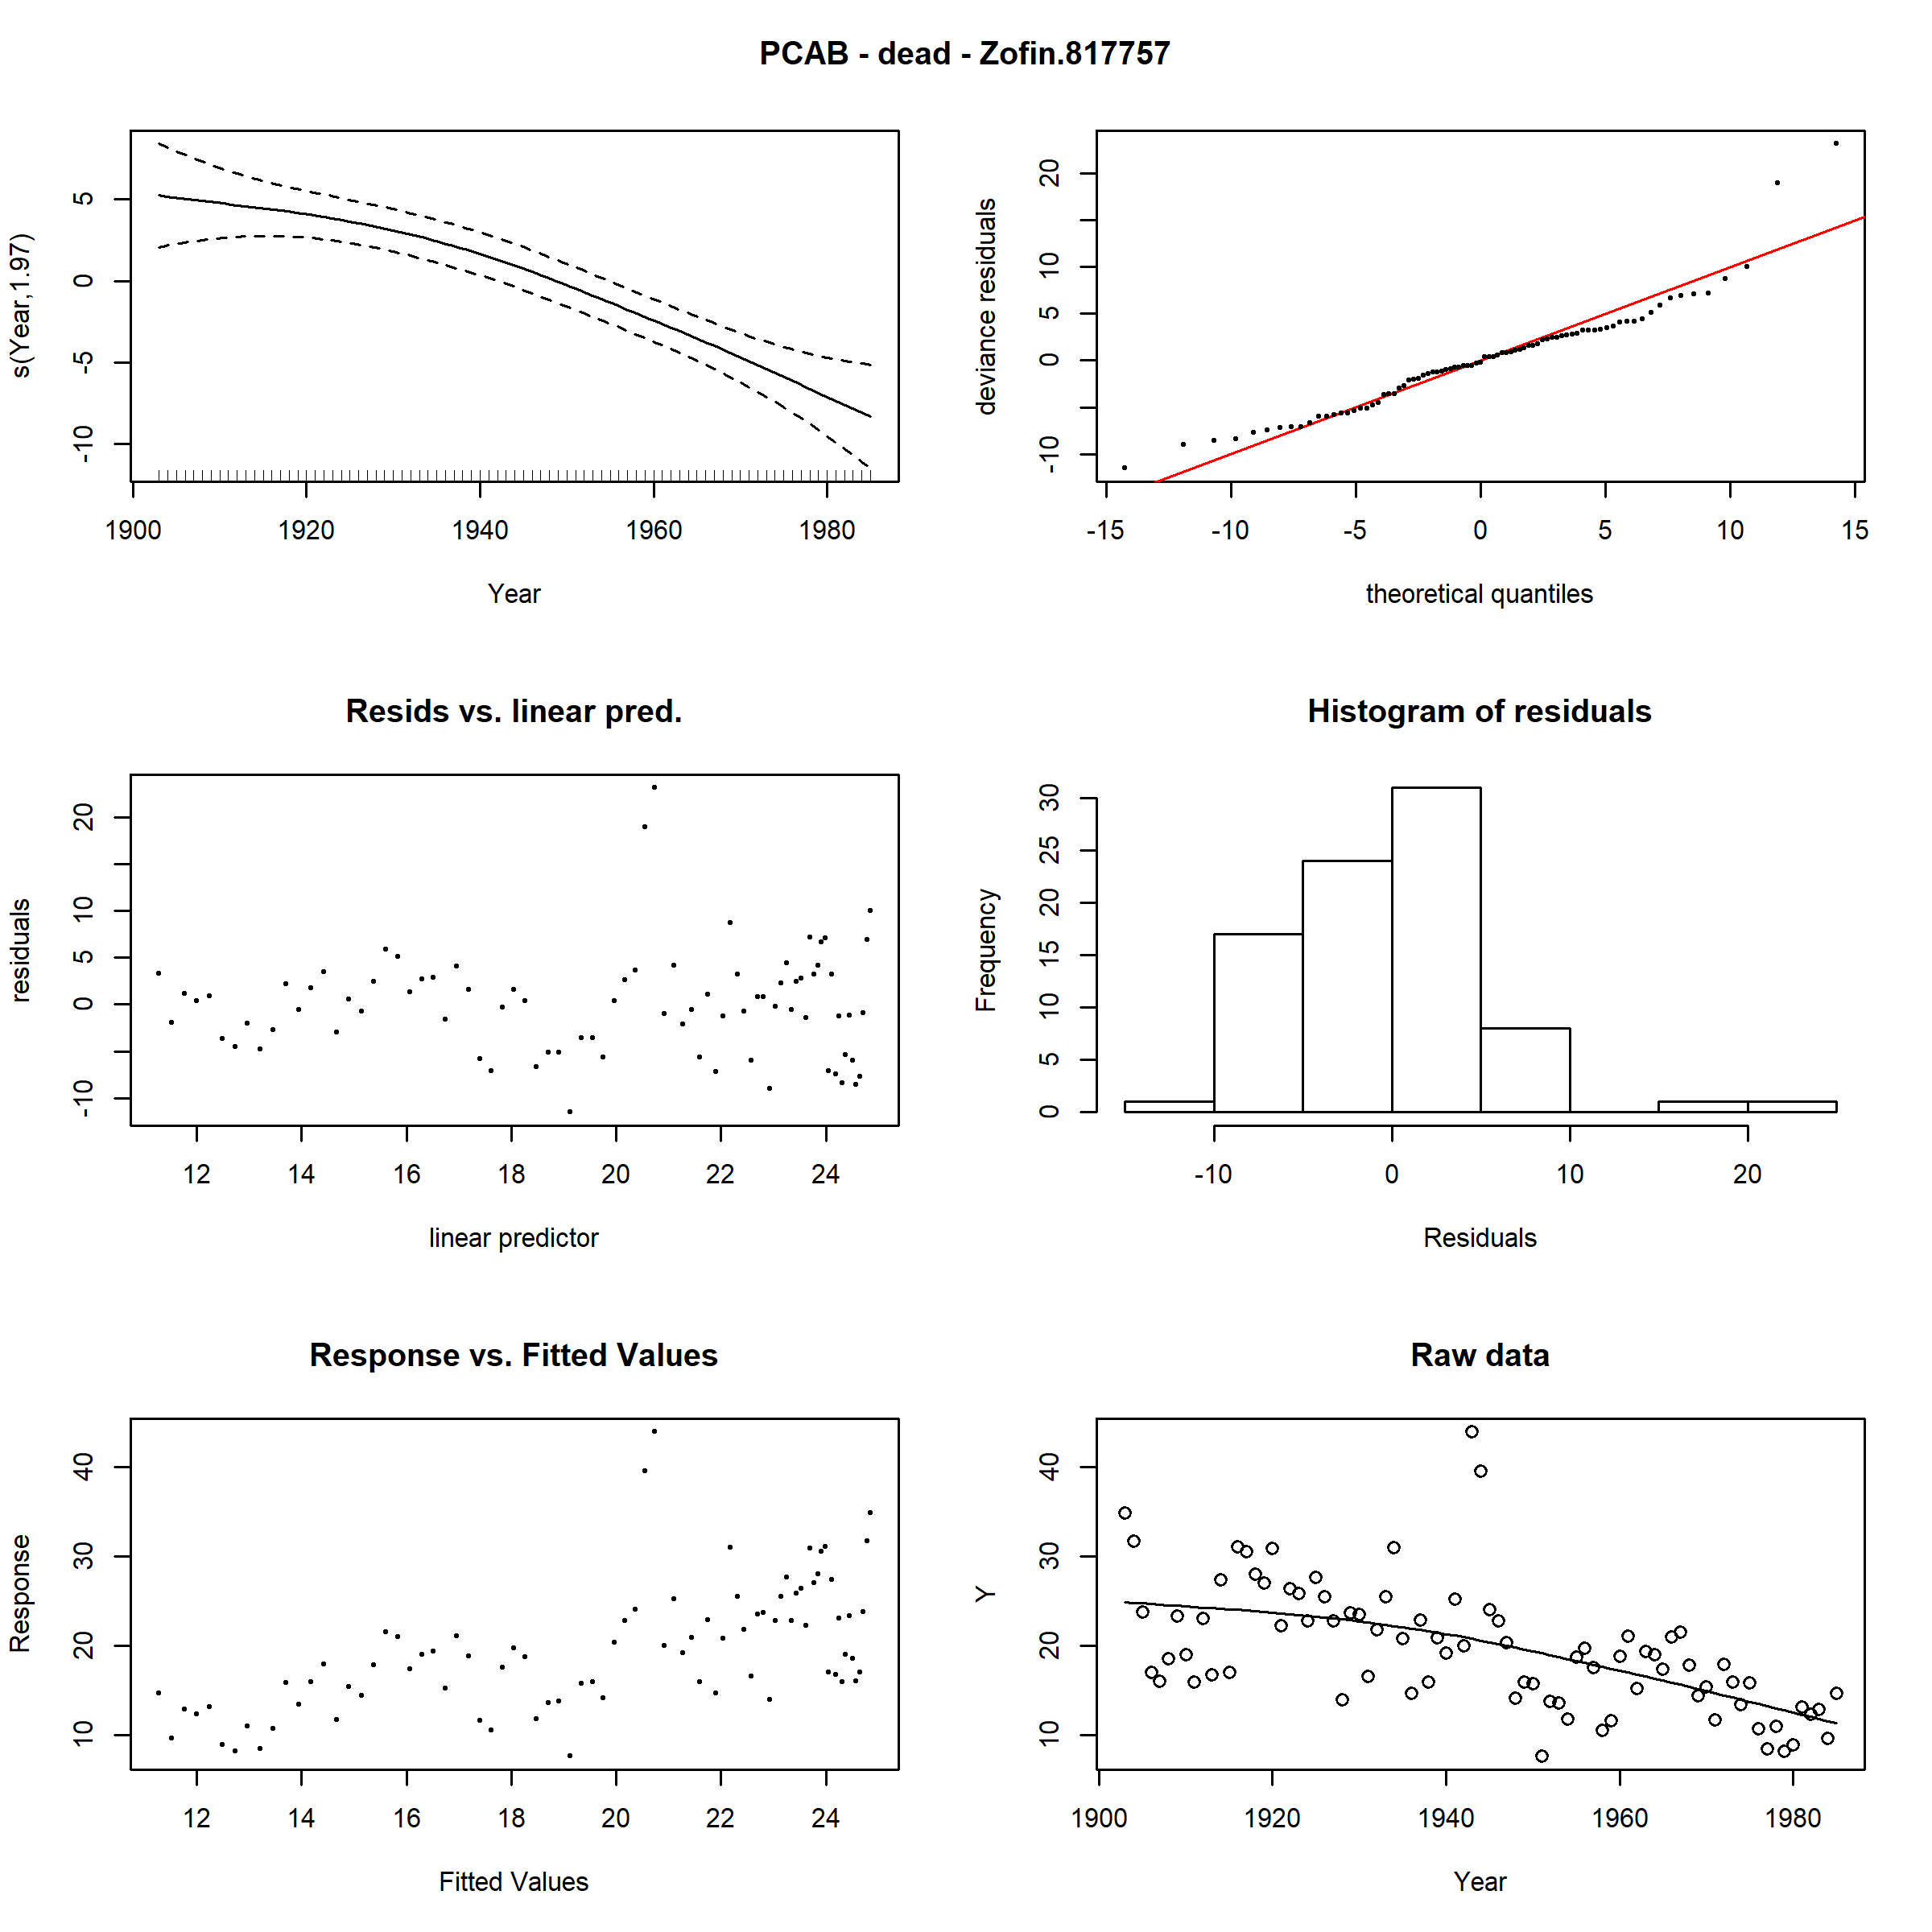 PCAB - dead - Zofin.817757
s(Year,1.97)
5
0
-5
-10
1900 1920 1940 1960 1980
Year
deviance residuals
20
10
5
0
-10
-15 -10 -5 0 5 10 15
theoretical quantiles
Resids vs. linear pred.
residuals
20
10
5
0
-10
12 14 16 18 20 22 24
linear predictor
Histogram of residuals
Frequency
30
25
20
15
10
5
0
-10 0 10 20
Residuals
Response vs. Fitted Values
Response
40
30
20
10
12 14 16 18 20 22 24
Fitted Values
Raw data
Y
40
30
20
10
1900 1920 1940 1960 1980
Year